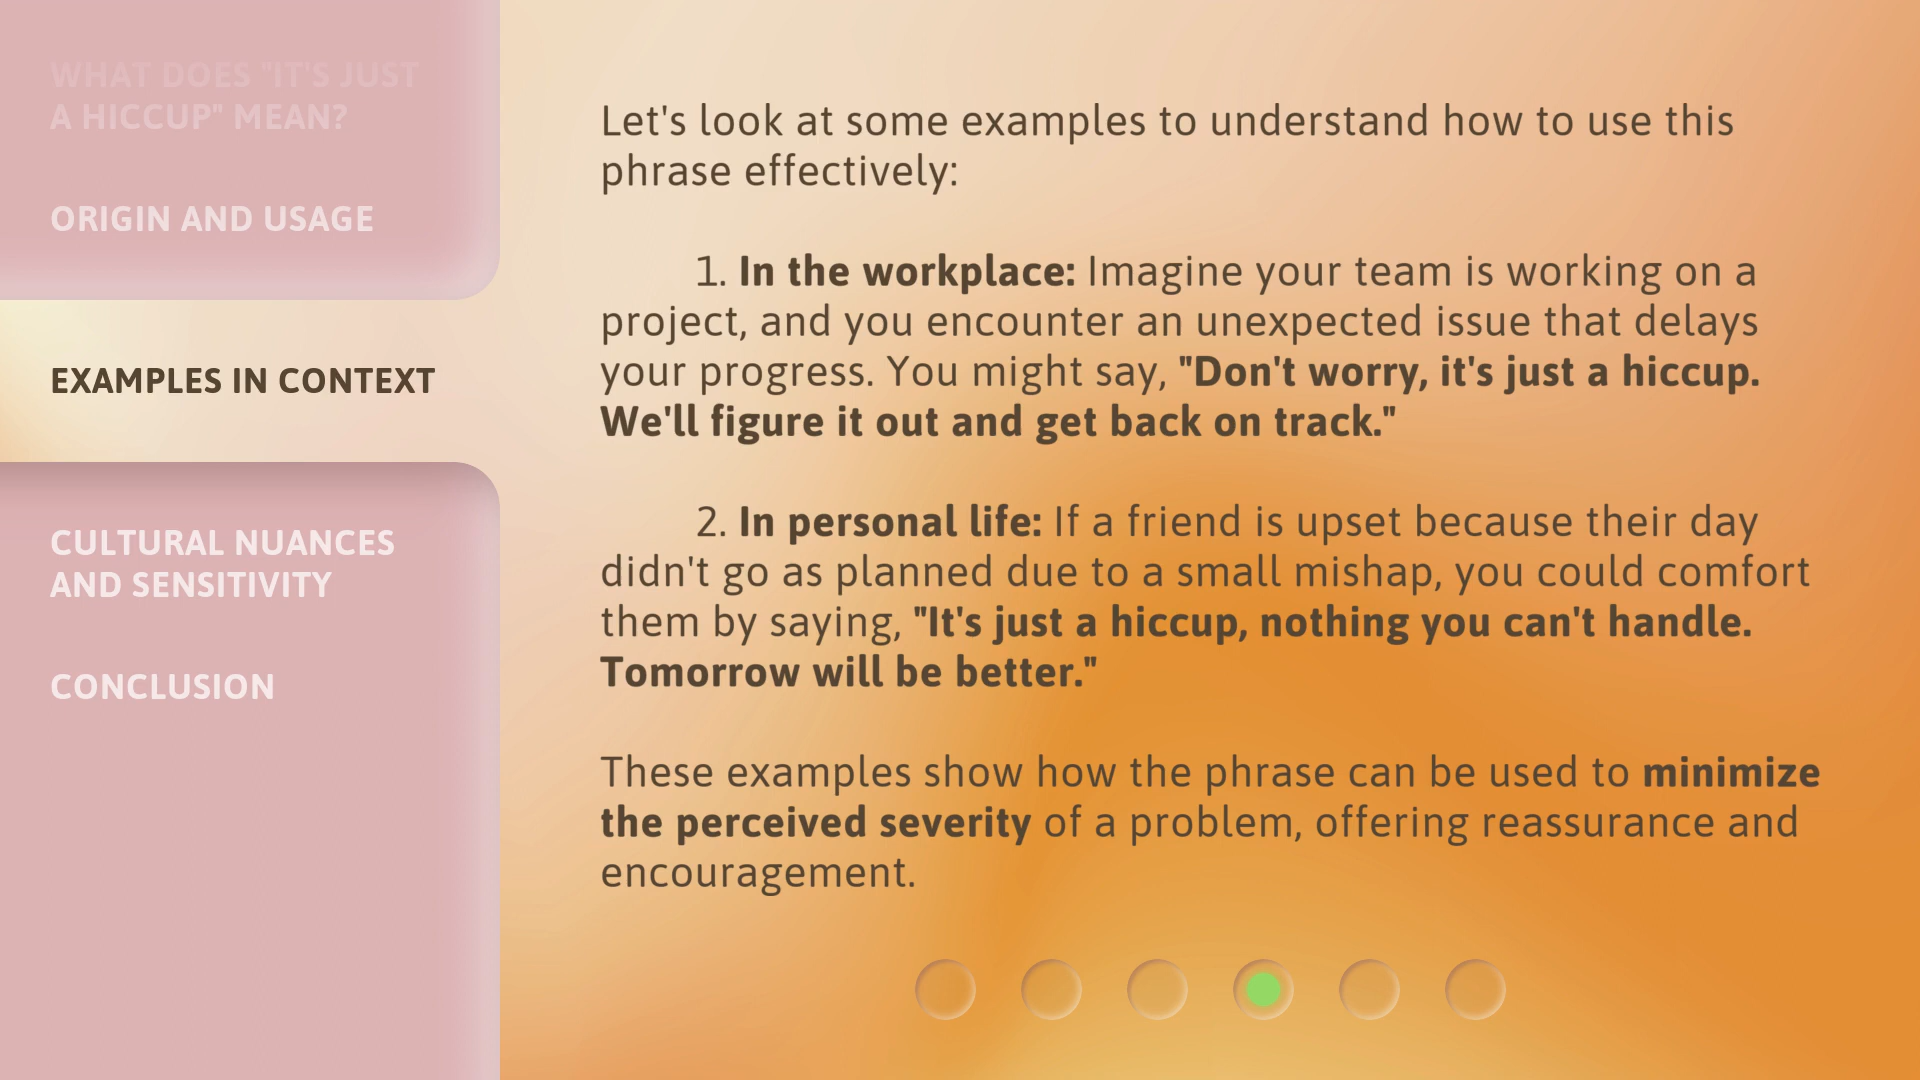 WHAT DOES "IT'S JUST
A HICCUP" MEAN?
ORIGIN AND USAGE
EXAMPLES IN CONTEXT
CULTURAL NUANCES
AND SENSITIVITY
CONCLUSION
Let's look at some examples to understand how to use this
phrase effectively:
1. In the workplace: Imagine your team is working on a
project, and you encounter an unexpected issue that delays
your progress. You might say, "Don't worry, it's just a hiccup.
We'll figure it out and get back on track."
2. In personal life: If a friend is upset because their day
didn't go as planned due to a small mishap, you could comfort
them by saying, "It's just a hiccup, nothing you can't handle.
Tomorrow will be better."
These examples show how the phrase can be used to minimize
the perceived severity of a problem, offering reassurance and
encouragement.